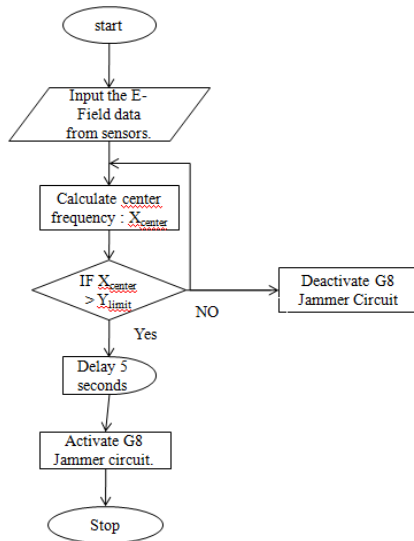 start
Input the E-
Field data
from sensors.
Calculate center
frequency : Xcenter
IF Xcenter
> Ylimit
Deactivate G8
Jammer Circuit
NO
Yes
Delay 5
seconds
Activate G8
Jammer circuit.
Stop